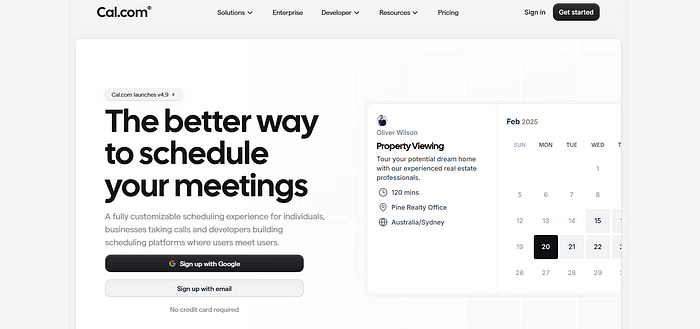 Cal.com®
Solutions
Enterprise
Developer
Resources
Pricing
Sign in
Get started
Cal.com launches v4.9
The better way
to schedule
your meetings
A fully customizable scheduling experience for individuals,
businesses taking calls and developers building
scheduling platforms where users meet users.
Sign up with Google
Sign up with email
No credit card required
Oliver Wilson
Property Viewing
Tour your potential dream home
with our experienced real estate
professionals.
120 mins
Pine Realty Office
Australia/Sydney
Feb 2025
SUN MON TUE WED
1
5 6 7 8
12 13 14 15
19 20 21 22
26 27 28 29